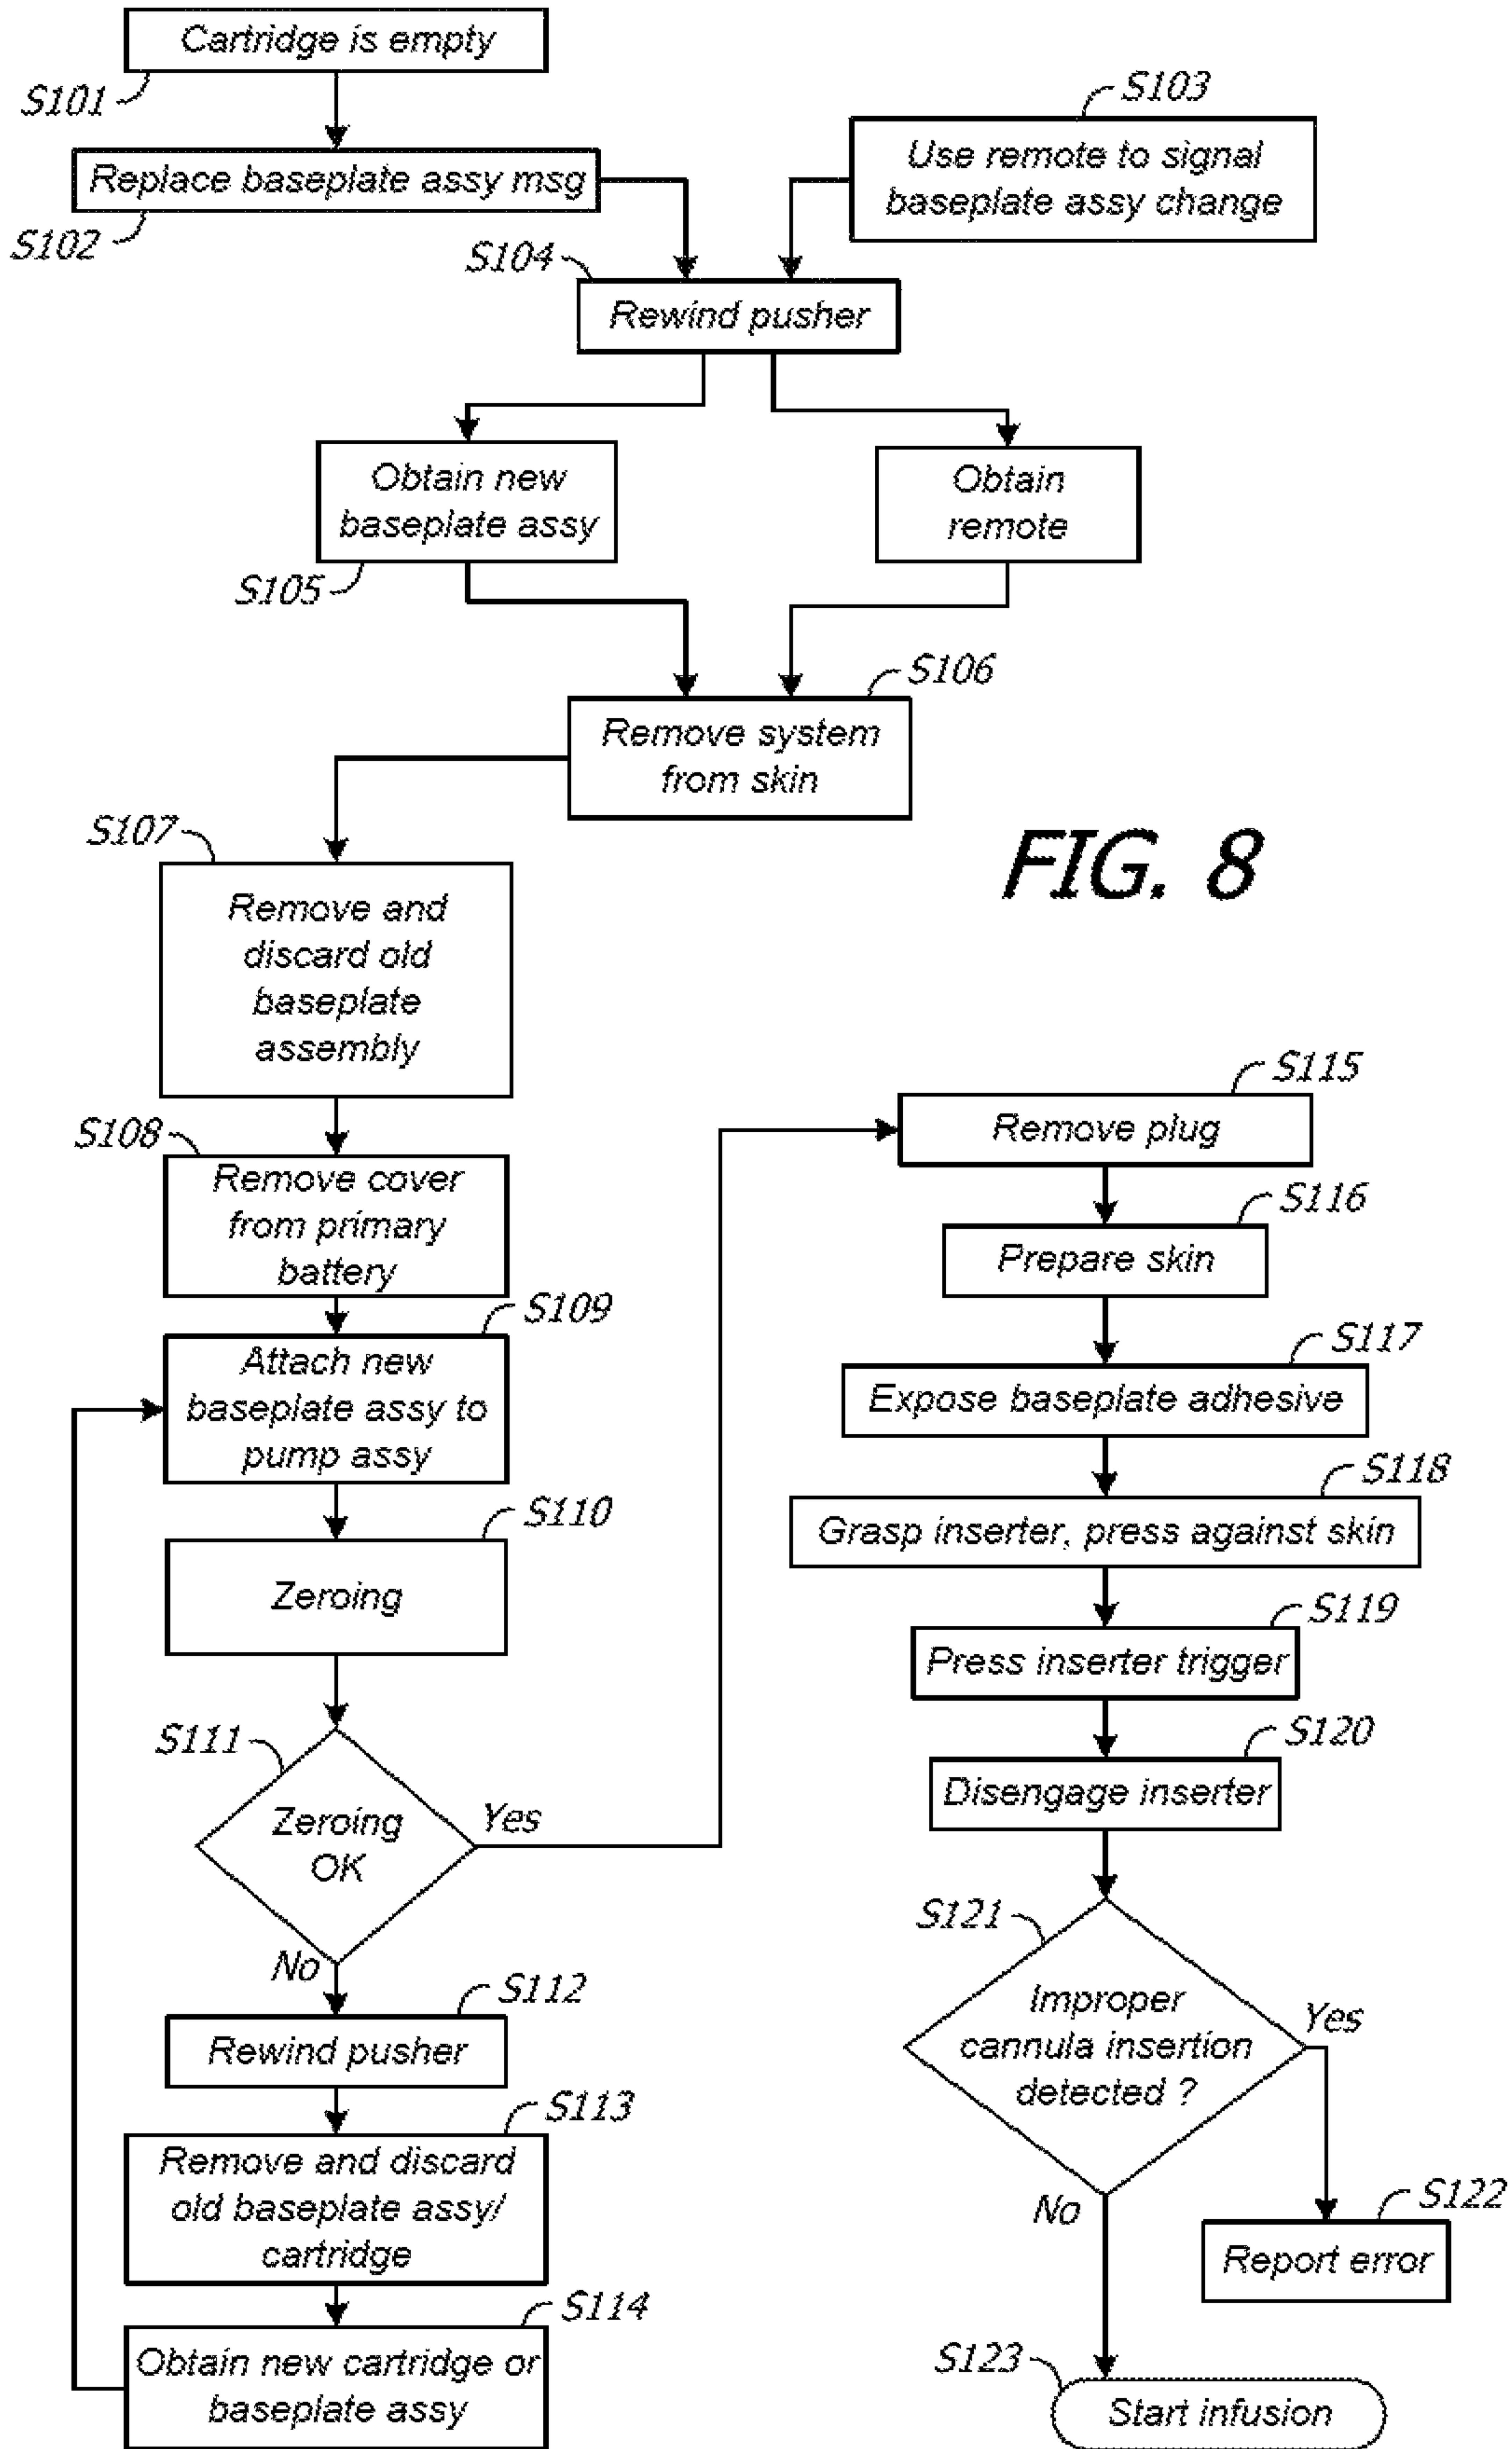 Cartridge is empty
S101
S103
Replace baseplate assy msg
Use remote to signal
baseplate assy change
S102
S104
Rewind pusher
Obtain new
baseplate assy
Obtain
remote
S105
S106
Remove system
from skin
FIG. 8
S107
Remove and
discard old
baseplate
assembly
S108
Remove cover
from primary
battery
S109
Attach new
baseplate assy to
pump assy
S110
Zeroing
S111
Zeroing
OK
Yes
No
S112
Rewind pusher
S113
Remove and discard
old baseplate assy/
cartridge
S114
Obtain new cartridge or
baseplate assy
S115
Remove plug
S116
Prepare skin
S117
Expose baseplate adhesive
S118
Grasp inserter, press against skin
S119
Press inserter trigger
S120
Disengage inserter
S121
Improper
cannula insertion
detected ?
Yes
No
S122
Report error
S123
Start infusion